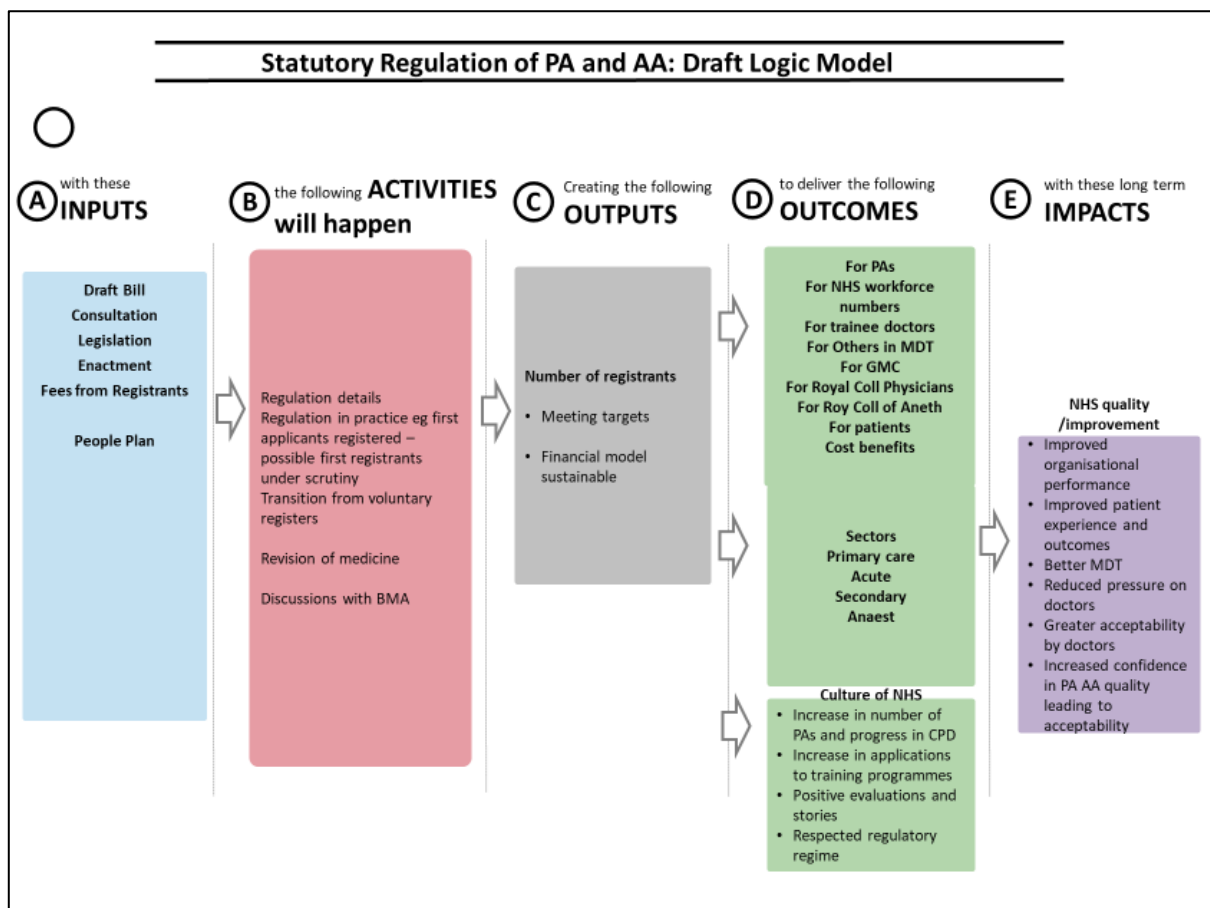 Statutory Regulation of PA and AA: Draft Logic Model
A
with these
INPUTS
Draft Bill
Consultation
Legislation
Enactment
Fees from Registrants
People Plan
B
the following ACTIVITIES
will happen
Regulation details
Regulation in practice eg first
applicants registered –
possible first registrants
under scrutiny
Transition from voluntary
registers
Revision of medicine
Discussions with BMA
C
Creating the following
OUTPUTS
Number of registrants
• Meeting targets
• Financial model
sustainable
D
to deliver the following
OUTCOMES
For PAs
For NHS workforce
numbers
For trainee doctors
For Others in MDT
For GMC
For Royal Coll Physicians
For Roy Coll of Aneth
For patients
Cost benefits
Sectors
Primary care
Acute
Secondary
Anaest
Culture of NHS
• Increase in number of
PAs and progress in CPD
• Increase in applications
to training programmes
• Positive evaluations and
stories
• Respected regulatory
regime
E
with these long term
IMPACTS
NHS quality
/improvement
• Improved
organisational
performance
• Improved patient
experience and
outcomes
• Better MDT
• Reduced pressure on
doctors
• Greater acceptability
by doctors
• Increased confidence
in PA AA quality
leading to
acceptability